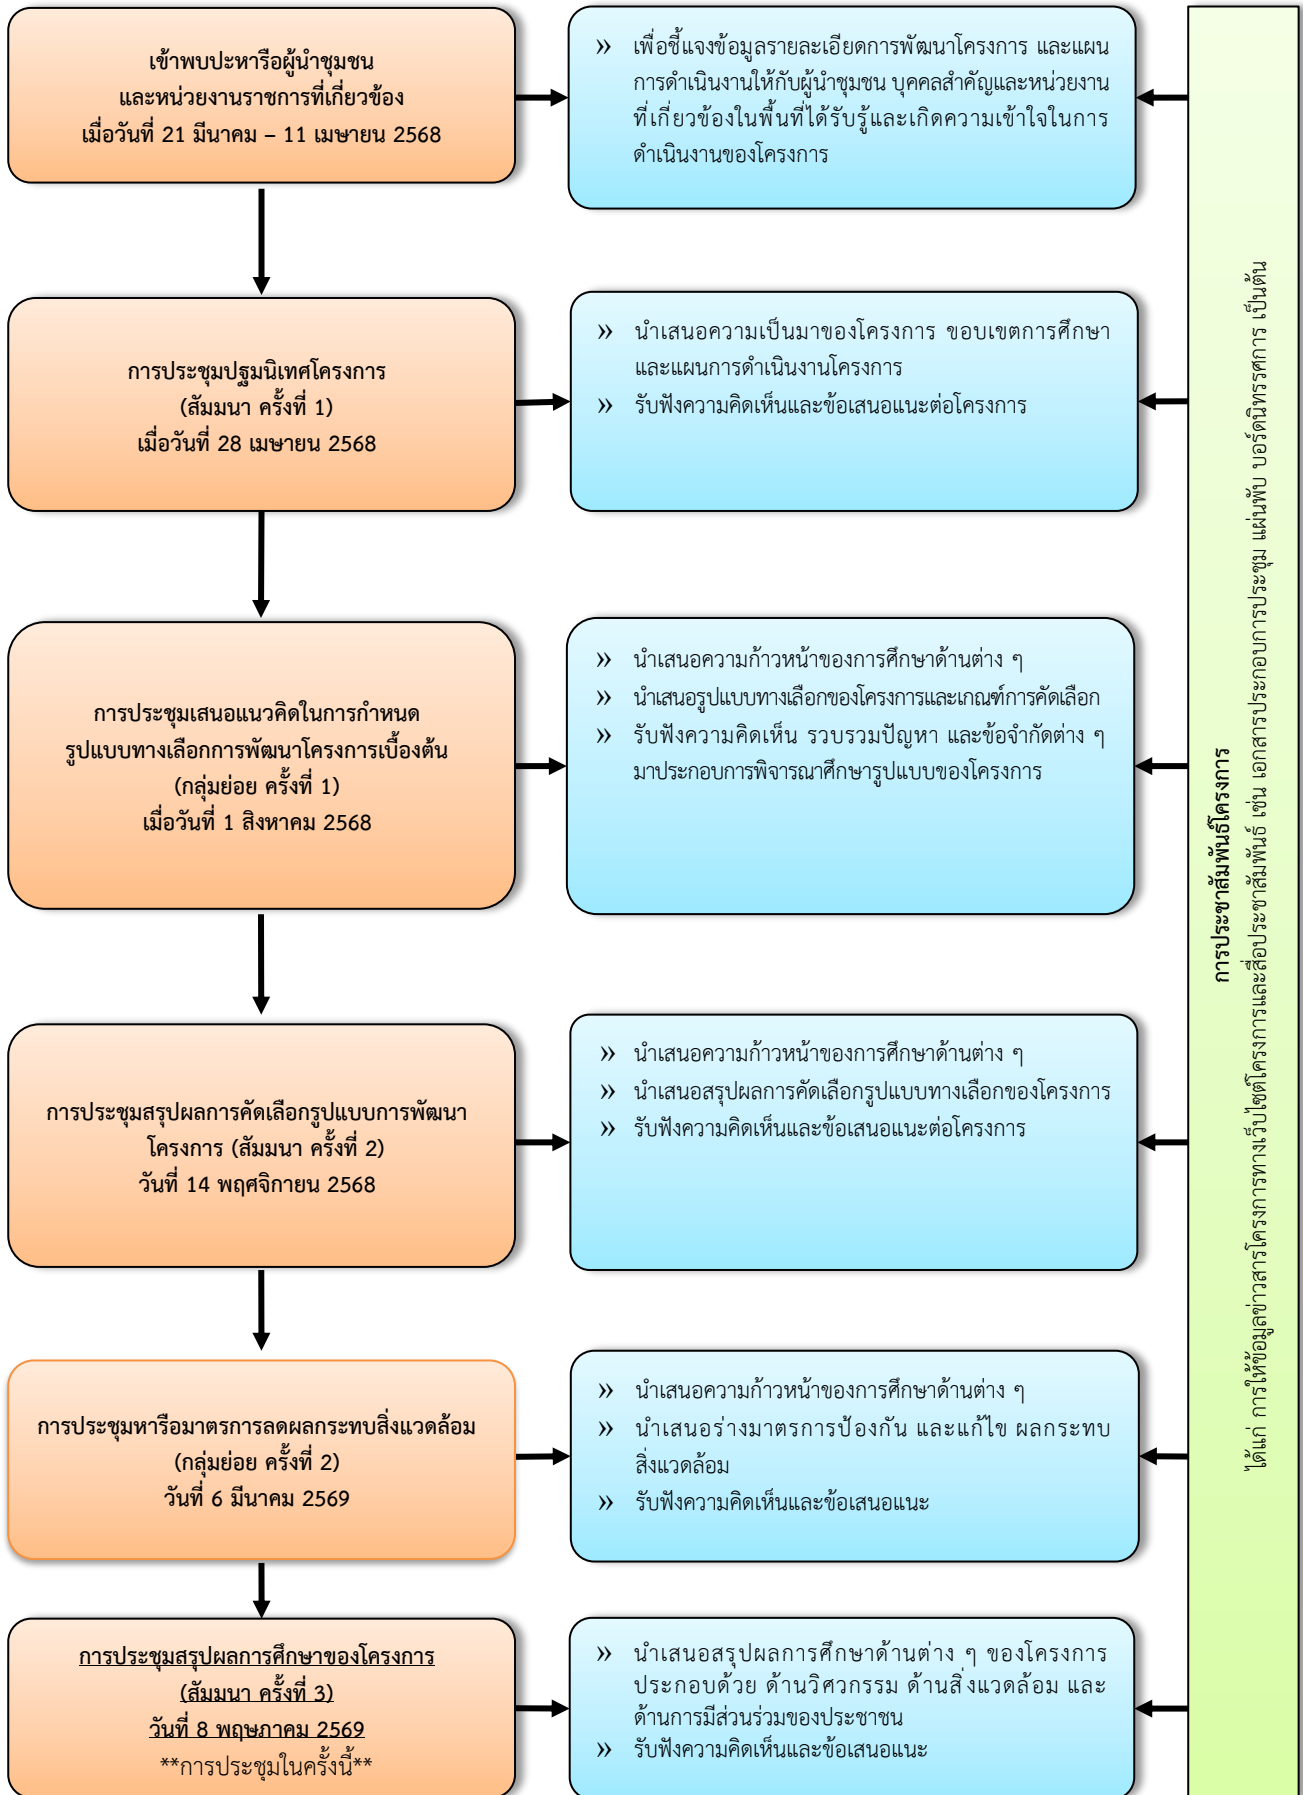 เข้าพบปะหารือผู้นำชุมชน
และหน่วยงานราชการที่เกี่ยวข้อง
เมื่อวันที่ 21 มีนาคม – 11 เมษายน 2568
» เพื่อชี้แจงข้อมูลรายละเอียดการพัฒนาโครงการ และแผน
การดำเนินงานให้กับผู้นำชุมชน บุคคลสำคัญและหน่วยงาน
ที่เกี่ยวข้องในพื้นที่ได้รับรู้และเกิดความเข้าใจในการ
ดำเนินงานของโครงการ
การประชุมปฐมนิเทศโครงการ
(สัมมนา ครั้งที่ 1)
เมื่อวันที่ 28 เมษายน 2568
» นำเสนอความเป็นมาของโครงการ ขอบเขตการศึกษา
และแผนการดำเนินงานโครงการ
» รับฟังความคิดเห็นและข้อเสนอแนะต่อโครงการ
การประชุมเสนอแนวคิดในการกำหนด
รูปแบบทางเลือกการพัฒนาโครงการเบื้องต้น
(กลุ่มย่อย ครั้งที่ 1)
เมื่อวันที่ 1 สิงหาคม 2568
» นำเสนอความก้าวหน้าของการศึกษาด้านต่าง ๆ
» นำเสนอรูปแบบทางเลือกของโครงการและเกณฑ์การคัดเลือก
» รับฟังความคิดเห็น รวบรวมปัญหา และข้อจำกัดต่าง ๆ
มาประกอบการพิจารณาศึกษารูปแบบของโครงการ
การประชุมสรุปผลการคัดเลือกรูปแบบการพัฒนา
โครงการ (สัมมนา ครั้งที่ 2)
วันที่ 14 พฤศจิกายน 2568
» นำเสนอความก้าวหน้าของการศึกษาด้านต่าง ๆ
» นำเสนอสรุปผลการคัดเลือกรูปแบบทางเลือกของโครงการ
» รับฟังความคิดเห็นและข้อเสนอแนะต่อโครงการ
การประชุมหารือมาตรการลดผลกระทบสิ่งแวดล้อม
(กลุ่มย่อย ครั้งที่ 2)
วันที่ 6 มีนาคม 2569
» นำเสนอความก้าวหน้าของการศึกษาด้านต่าง ๆ
» นำเสนอร่างมาตรการป้องกัน และแก้ไข ผลกระทบ
สิ่งแวดล้อม
» รับฟังความคิดเห็นและข้อเสนอแนะ
การประชุมสรุปผลการศึกษาของโครงการ
(สัมมนา ครั้งที่ 3)
วันที่ 8 พฤษภาคม 2569
**การประชุมในครั้งนี้**
» นำเสนอสรุปผลการศึกษาด้านต่าง ๆ ของโครงการ
ประกอบด้วย ด้านวิศวกรรม ด้านสิ่งแวดล้อม และ
ด้านการมีส่วนร่วมของประชาชน
» รับฟังความคิดเห็นและข้อเสนอแนะ
การประชาสัมพันธ์โครงการ
ได้แก่ การให้ข้อมูลข่าวสารโครงการทางเว็บไซต์โครงการและสื่อประชาสัมพันธ์ เช่น เอกสารประกอบการประชุม แผ่นพับ บอร์ดนิทรรศการ เป็นต้น